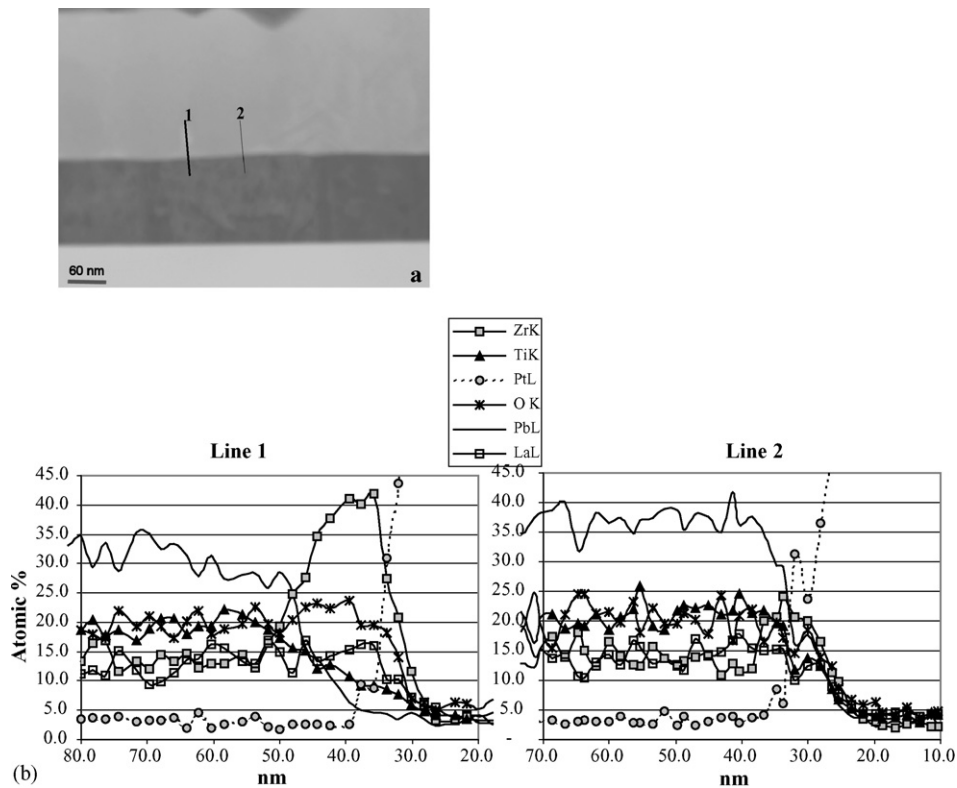 1
2
60 nm
a
ZrK
TiK
PtL
O K
PbL
LaL
Line 1
Line 2
Atomic %
45.0
40.0
35.0
30.0
25.0
20.0
15.0
10.0
5.0
0.0
80.0 70.0 60.0 50.0 40.0 30.0 20.0
nm
45.0
40.0
35.0
30.0
25.0
20.0
15.0
10.0
5.0
-
70.0 60.0 50.0 40.0 30.0 20.0 10.0
nm
(b)